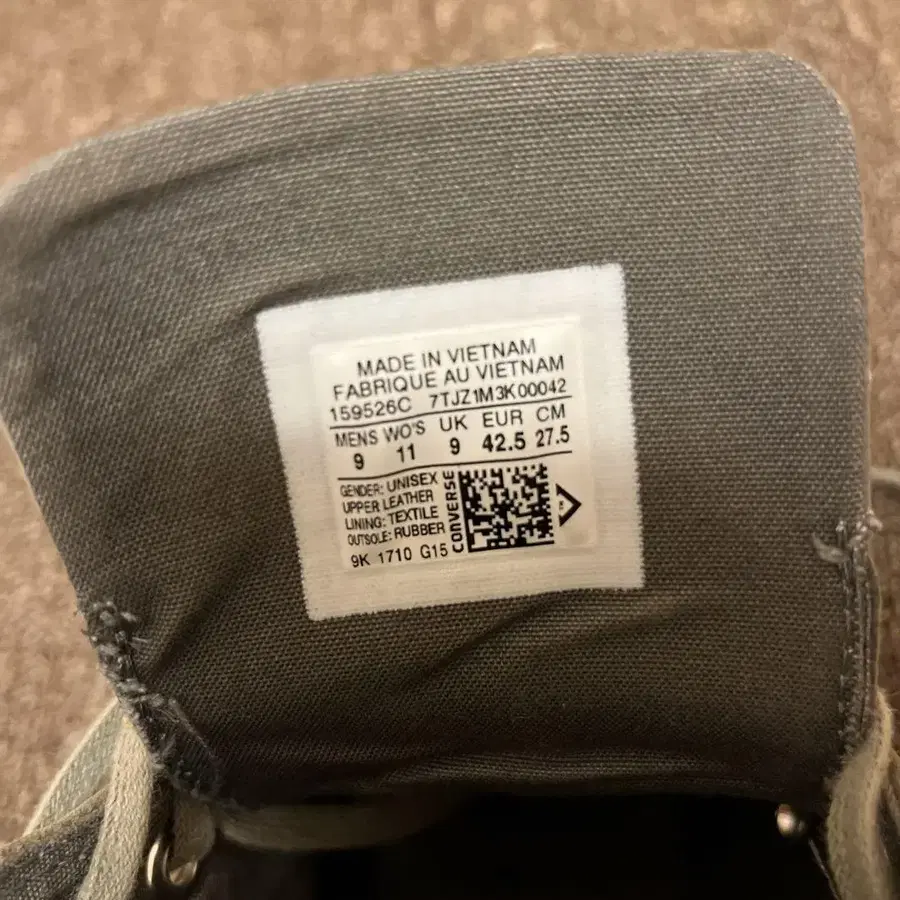 MADE IN VIETNAM
FABRIQUE AU VIETNAM
159526C 7TJZ1M3K00042
MENS WO'S UK EUR CM
9 11 9 42.5 27.5
GENDER: UNISEX
UPPER LEATHER
LINING: TEXTILE
OUTSOLE: RUBBER
CONVERSE
9K 1710 G15